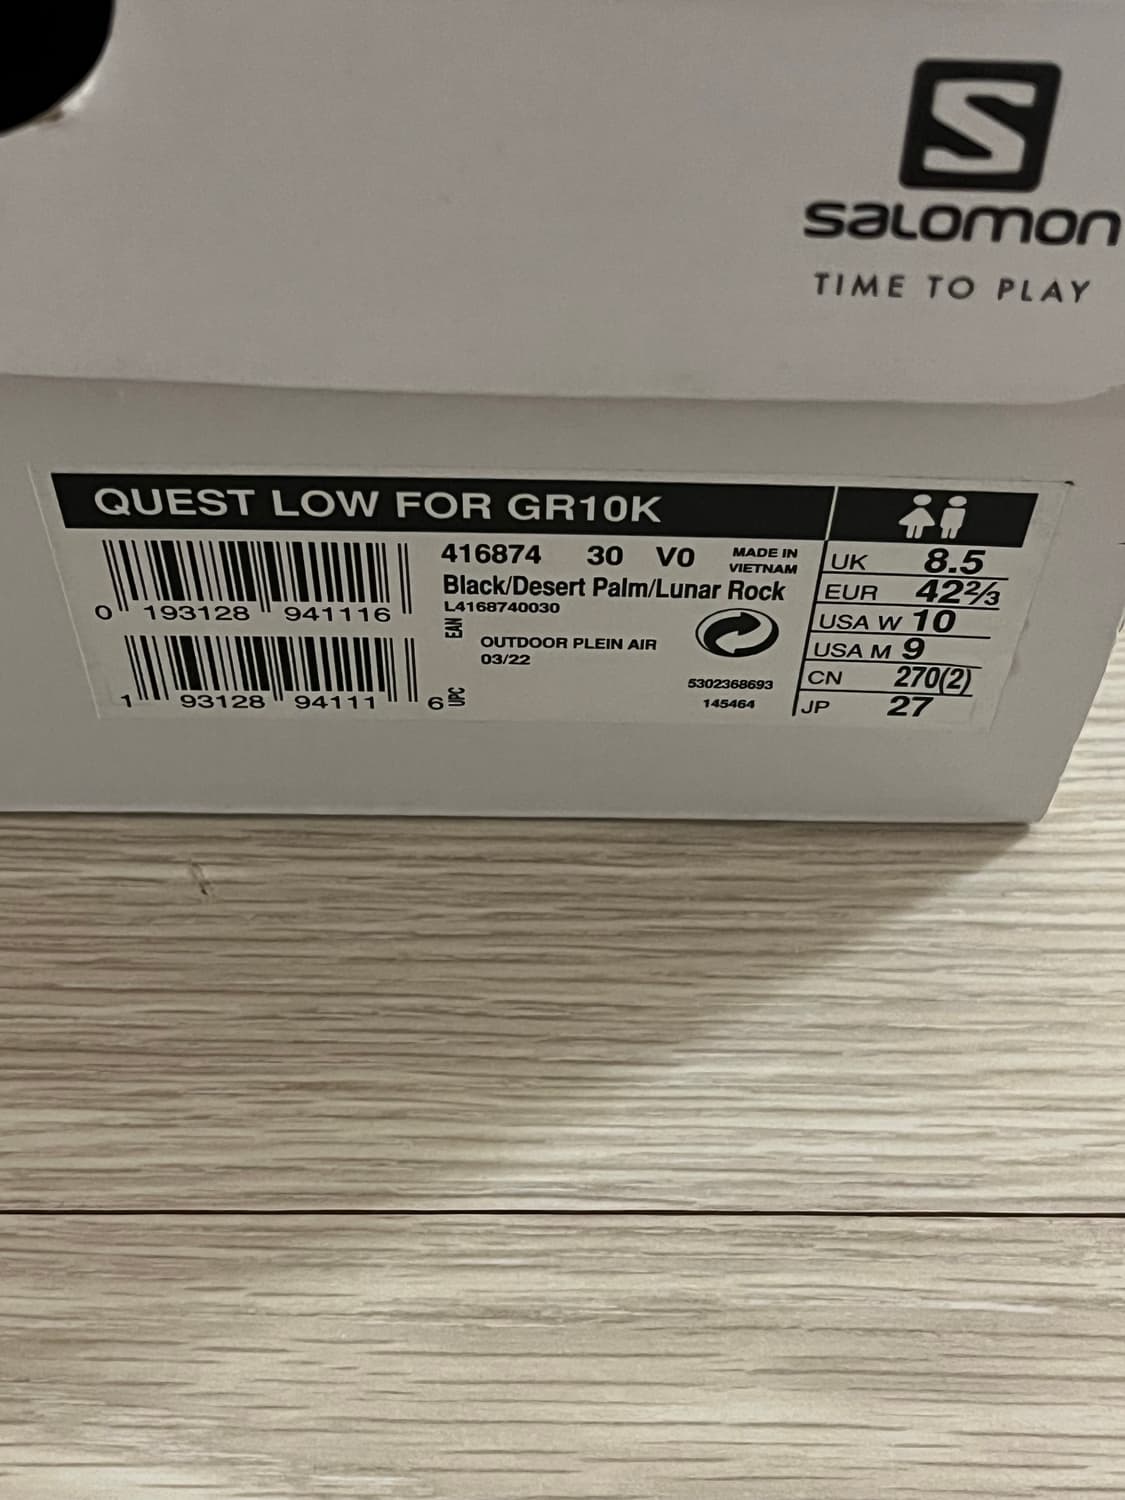 S
SALOMON
TIME TO PLAY
QUEST LOW FOR GR10K
0 193128 941116
EAN
1 93128 94111 6
UPC
416874 30 V0
MADE IN
VIETNAM
Black/Desert Palm/Lunar Rock
L4168740030
OUTDOOR PLEIN AIR
03/22
5302368693
145464
UK 8.5
EUR 42⅔
USA W 10
USA M 9
CN 270(2)
JP 27